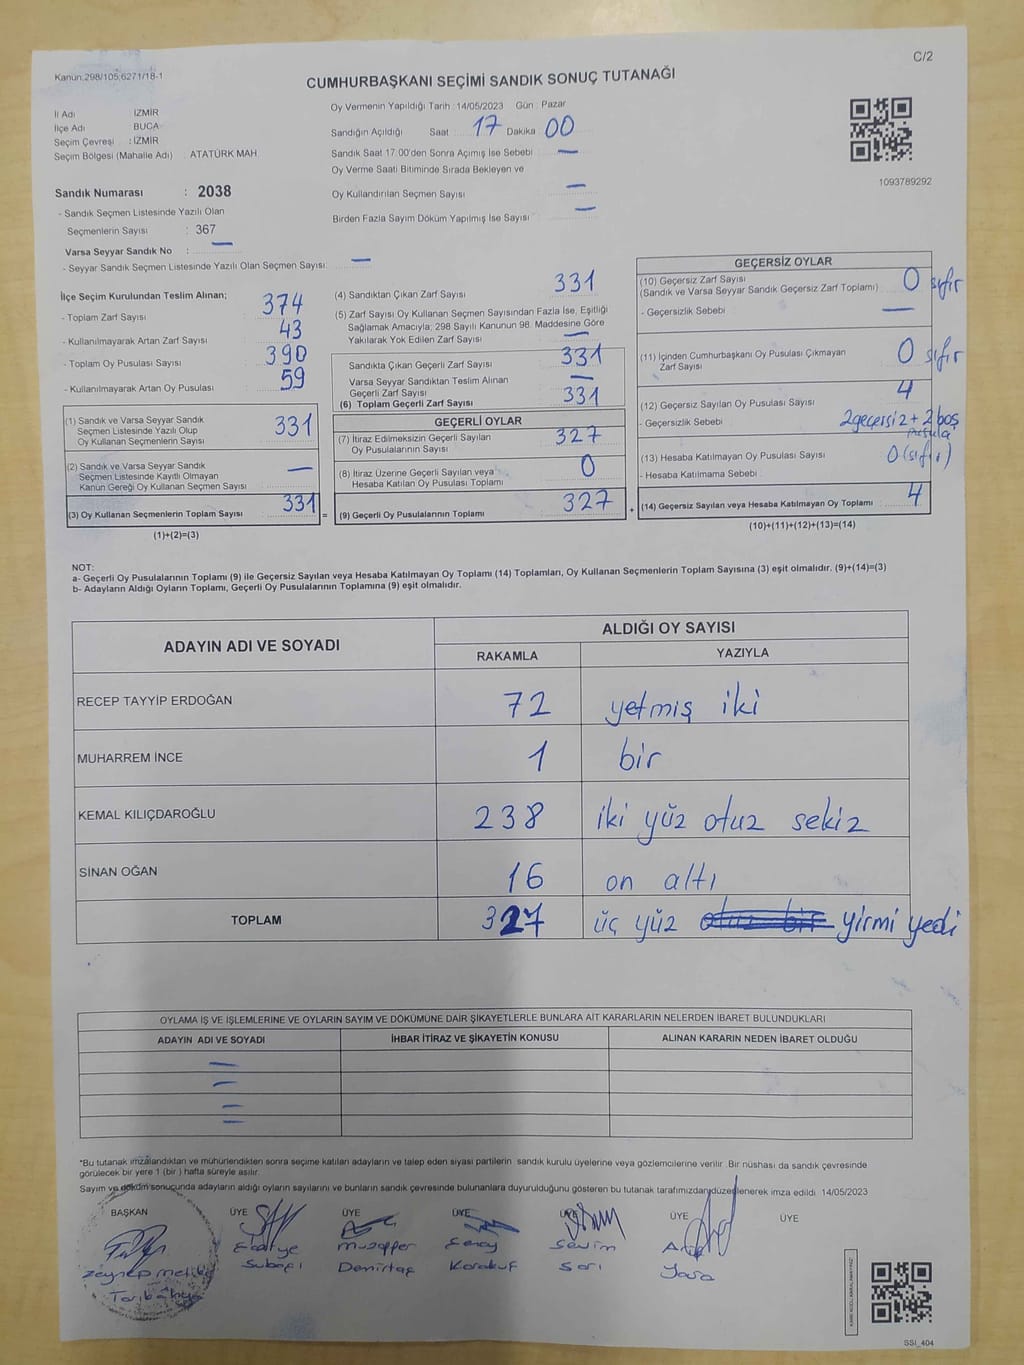 C/2
Kanun:298/105;6271/18-1
CUMHURBAŞKANI SEÇİMİ SANDIK SONUÇ TUTANAĞI
İl Adı İZMİR
İlçe Adı BUCA
Seçim Çevresi : İZMİR
Seçim Bölgesi (Mahalle Adı) : ATATÜRK MAH
Oy Vermenin Yapıldığı Tarih :14/05/2023 Gün : Pazar
Sandığın Açıldığı Saat 17 Dakika 00
Sandık Saat 17:00'den Sonra Açımış İse Sebebi —
Oy Verme Saati Bitiminde Sırada Bekleyen ve
Oy Kullandırılan Seçmen Sayısı —
Birden Fazla Sayım Döküm Yapılmış İse Sayısı —
1093789292
Sandık Numarası : 2038
- Sandık Seçmen Listesinde Yazılı Olan
Seçmenlerin Sayısı : 367
Varsa Seyyar Sandık No : —
- Seyyar Sandık Seçmen Listesinde Yazılı Olan Seçmen Sayısı: —
İlçe Seçim Kurulundan Teslim Alınan;
- Toplam Zarf Sayısı 374
- Kullanılmayarak Artan Zarf Sayısı 43
- Toplam Oy Pusulası Sayısı 390
- Kullanılmayarak Artan Oy Pusulası 59
(1) Sandık ve Varsa Seyyar Sandık
Seçmen Listesinde Yazılı Olup
Oy Kullanan Seçmenlerin Sayısı 331
(2) Sandık ve Varsa Seyyar Sandık
Seçmen Listesinde Kayıtlı Olmayan
Kanun Gereği Oy Kullanan Seçmen Sayısı —
(3) Oy Kullanan Seçmenlerin Toplam Sayısı 331 =
(1)+(2)=(3)
(4) Sandıktan Çıkan Zarf Sayısı 331
(5) Zarf Sayısı Oy Kullanan Seçmen Sayısından Fazla İse, Eşitliği
Sağlamak Amacıyla; 298 Sayılı Kanunun 98. Maddesine Göre
Yakılarak Yok Edilen Zarf Sayısı —
Sandıkta Çıkan Geçerli Zarf Sayısı 331
Varsa Seyyar Sandıktan Teslim Alınan
Geçerli Zarf Sayısı —
(6) Toplam Geçerli Zarf Sayısı 331
GEÇERLİ OYLAR
(7) İtiraz Edilmeksizin Geçerli Sayılan
Oy Pusulalarının Sayısı 327
(8) İtiraz Üzerine Geçerli Sayılan veya
Hesaba Katılan Oy Pusulası Toplamı 0
(9) Geçerli Oy Pusulalarının Toplamı 327 +
GEÇERSİZ OYLAR
(10) Geçersiz Zarf Sayısı
(Sandık ve Varsa Seyyar Sandık Geçersiz Zarf Toplamı) 0 sıfır
- Geçersizlik Sebebi —
(11) İçinden Cumhurbaşkanı Oy Pusulası Çıkmayan
Zarf Sayısı 0 sıfır
(12) Geçersiz Sayılan Oy Pusulası Sayısı 4
- Geçersizlik Sebebi 2geçersiz + 2 boş
pusula
(13) Hesaba Katılmayan Oy Pusulası Sayısı 0 (sıfır)
- Hesaba Katılmama Sebebi
(14) Geçersiz Sayılan veya Hesaba Katılmayan Oy Toplamı 4
(10)+(11)+(12)+(13)=(14)
NOT:
a- Geçerli Oy Pusulalarının Toplamı (9) ile Geçersiz Sayılan veya Hesaba Katılmayan Oy Toplamı (14) Toplamları, Oy Kullanan Seçmenlerin Toplam Sayısına (3) eşit olmalıdır. (9)+(14)=(3)
b- Adayların Aldığı Oyların Toplamı, Geçerli Oy Pusulalarının Toplamına (9) eşit olmalıdır.
ADAYIN ADI VE SOYADI ALDIĞI OY SAYISI
RAKAMLA YAZIYLA
RECEP TAYYİP ERDOĞAN 72 yetmiş iki
MUHARREM İNCE 1 bir
KEMAL KILIÇDAROĞLU 238 iki yüz otuz sekiz
SİNAN OĞAN 16 on altı
TOPLAM 327 üç yüz otuz bir yirmi yedi
OYLAMA İŞ VE İŞLEMLERİNE VE OYLARIN SAYIM VE DÖKÜMÜNE DAİR ŞİKAYETLERLE BUNLARA AİT KARARLARIN NELERDEN İBARET BULUNDUKLARI
ADAYIN ADI VE SOYADI İHBAR İTİRAZ VE ŞİKAYETİN KONUSU ALINAN KARARIN NEDEN İBARET OLDUĞU
—
—
—
—
*Bu tutanak imzalandıktan ve mühürlendikten sonra seçime katılan adayların ve talep eden siyasi partilerin sandık kurulu üyelerine veya gözlemcilerine verilir .Bir nüshası da sandık çevresinde
görülecek bir yere 1 (bir ) hafta süreyle asılır.
Sayım ve döküm sonucunda adayların aldığı oyların sayılarını ve bunların sandık çevresinde bulunanlara duyurulduğunu gösteren bu tutanak tarafımızdan düzenlenerek imza edildi. 14/05/2023
BAŞKAN ÜYE ÜYE ÜYE ÜYE ÜYE ÜYE
Zeynep Muzaffer Sevim
Demirtaş Sarı
KARE KODU KARALAMAYINIZ
SSI_404